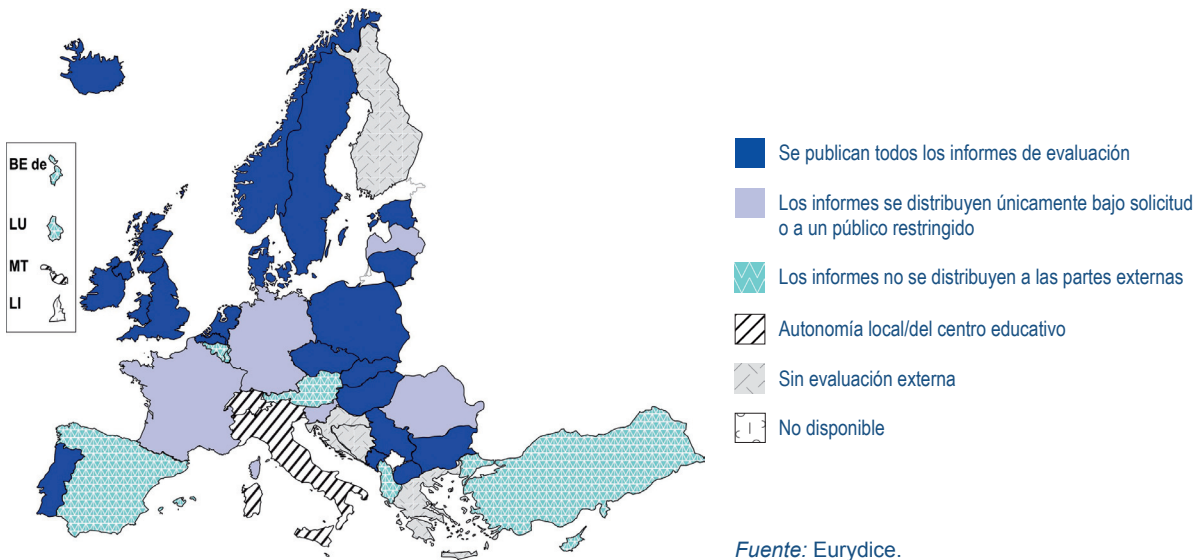 BE de
LU
MT
LI
Se publican todos los informes de evaluación
Los informes se distribuyen únicamente bajo solicitud
o a un público restringido
Los informes no se distribuyen a las partes externas
Autonomía local/del centro educativo
Sin evaluación externa
No disponible
Fuente: Eurydice.